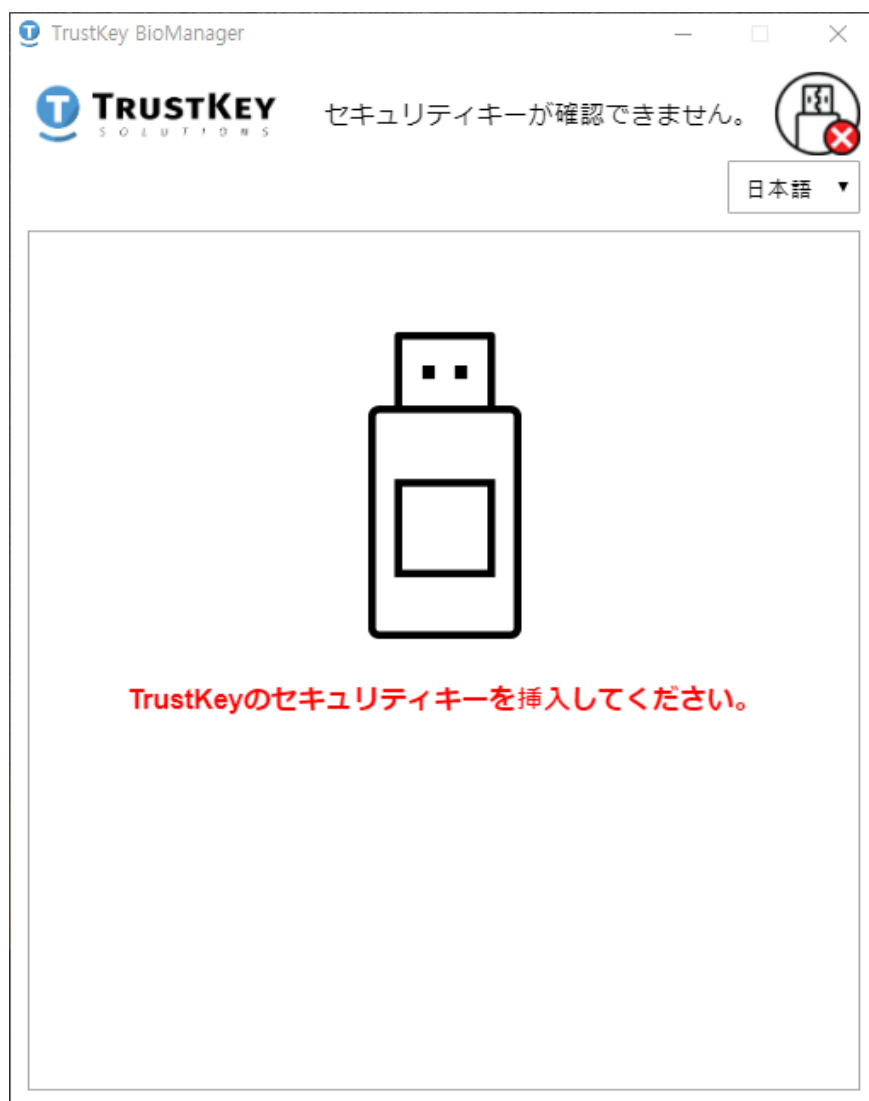 TrustKey BioManager
TRUSTKEY
SOLUTIONS
セキュリティキーが確認できません。
日本語
TrustKeyのセキュリティキーを挿入してください。